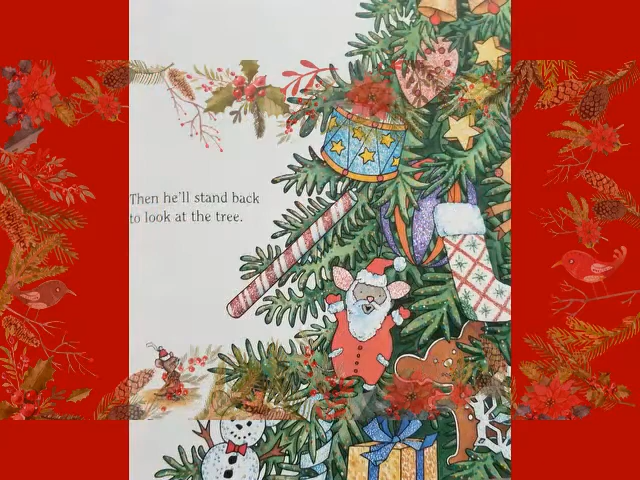 Then he'll stand back
to look at the tree.